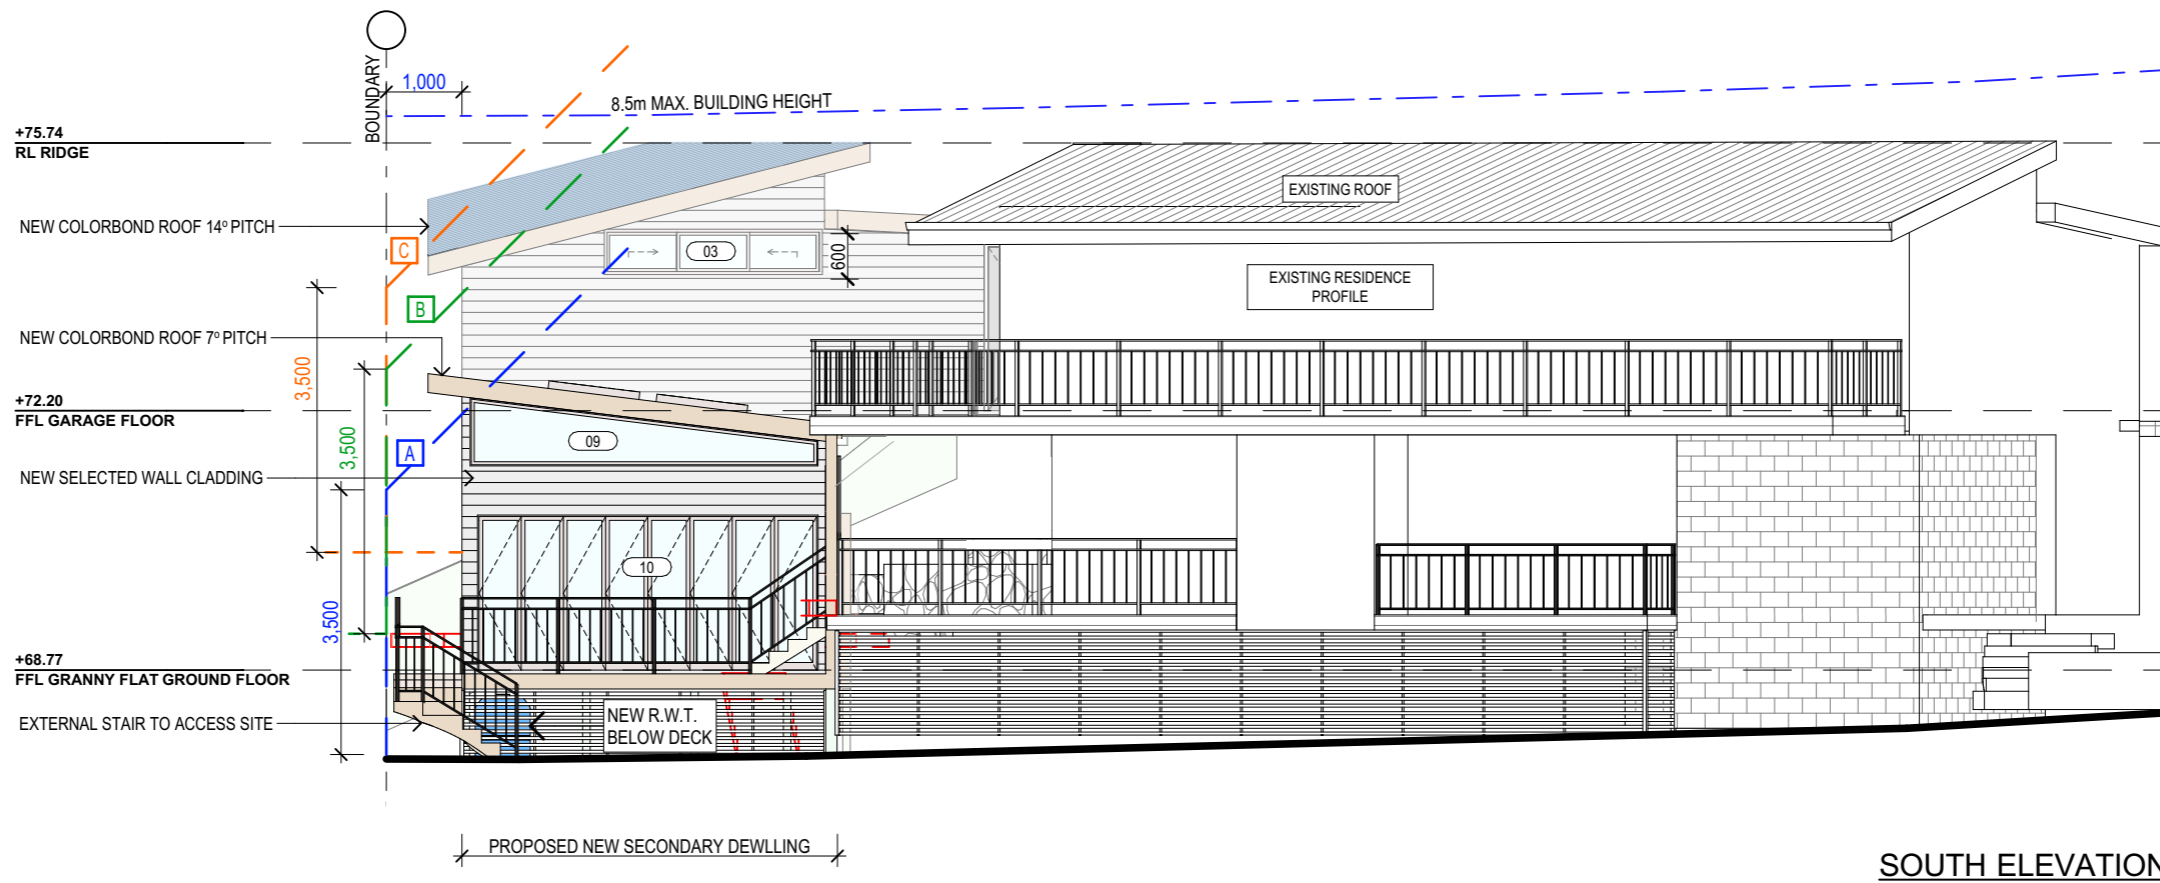 BOUNDARY
1,000
8.5m MAX. BUILDING HEIGHT
+75.74
RL RIDGE
EXISTING ROOF
NEW COLORBOND ROOF 14º PITCH
C
03
600
EXISTING RESIDENCE
PROFILE
B
NEW COLORBOND ROOF 7º PITCH
3,500
+72.20
FFL GARAGE FLOOR
3,500
09
A
NEW SELECTED WALL CLADDING
10
3,500
+68.77
FFL GRANNY FLAT GROUND FLOOR
EXTERNAL STAIR TO ACCESS SITE
NEW R.W.T.
BELOW DECK
PROPOSED NEW SECONDARY DEWLLING
SOUTH ELEVATION